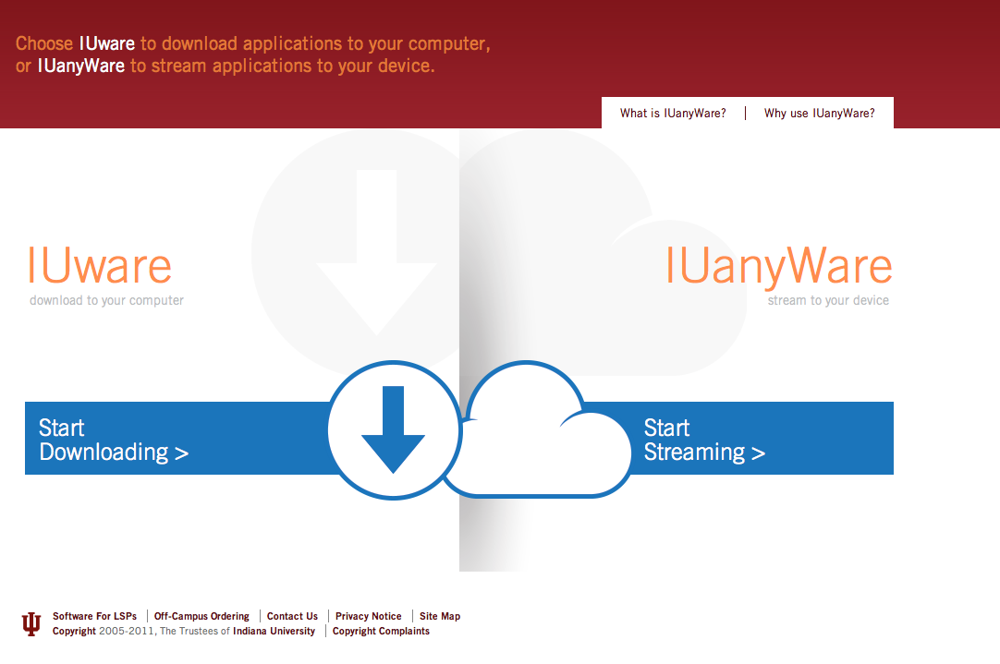 Choose IUware to download applications to your computer,
or IUanyWare to stream applications to your device.
What is IUanyWare? | Why use IUanyWare?
IUware
download to your computer
IUanyWare
stream to your device
Start
Downloading >
Start
Streaming >
Software For LSPs | Off-Campus Ordering | Contact Us | Privacy Notice | Site Map
Copyright 2005-2011, The Trustees of Indiana University | Copyright Complaints